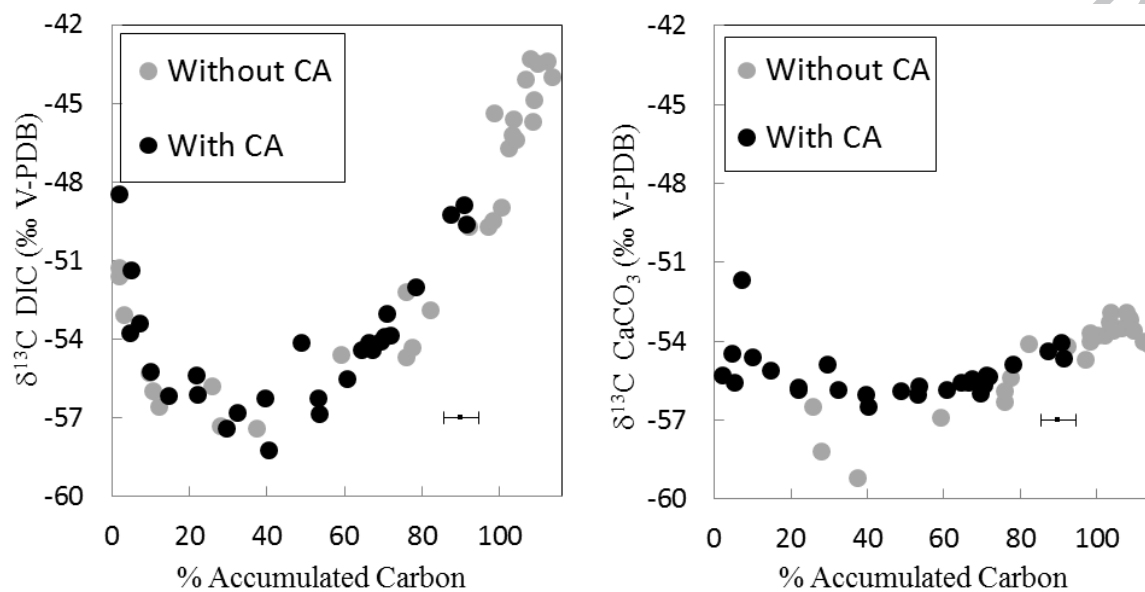 -42
-45
-48
-51
-54
-57
-60
δ¹³C DIC (‰ V-PDB)
Without CA
With CA
0 20 40 60 80 100
% Accumulated Carbon
-42
-45
-48
-51
-54
-57
-60
δ¹³C CaCO₃ (‰ V-PDB)
Without CA
With CA
0 20 40 60 80 100
% Accumulated Carbon